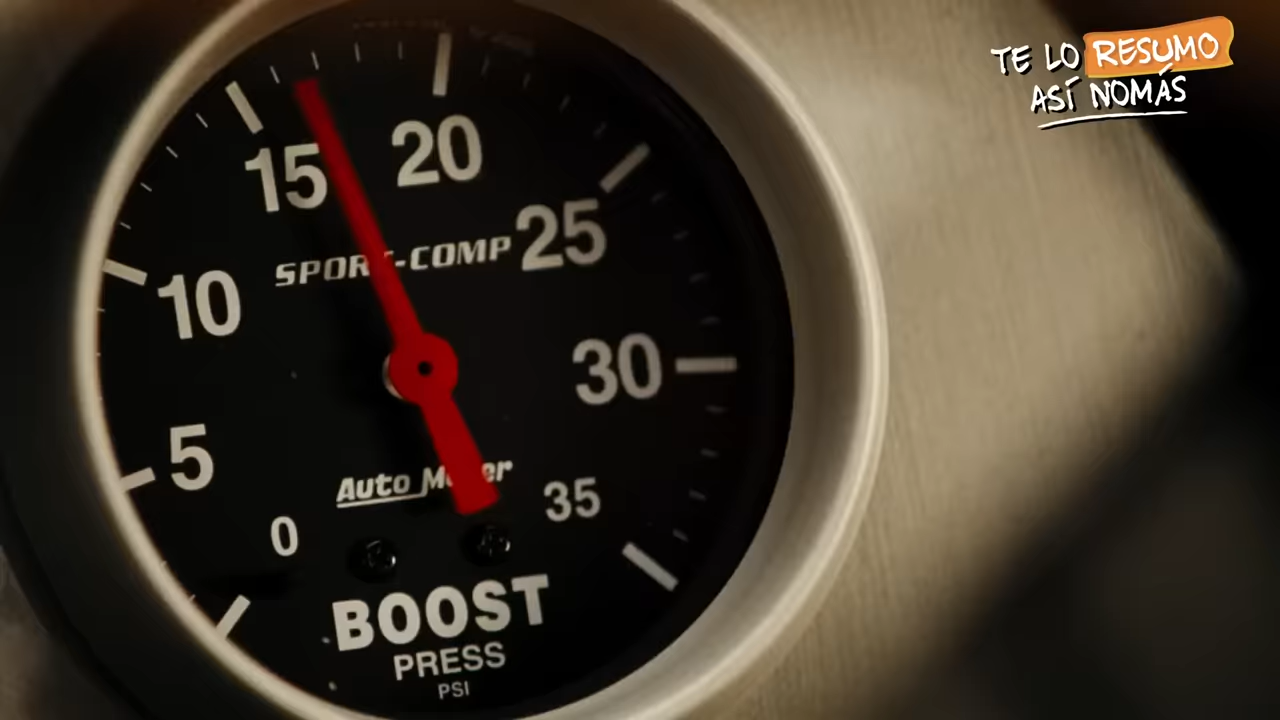 TE LO RESUMO
ASÍ NOMÁS
15 20
25
SPORT-COMP
10
30
5
Auto Meter
35
0
BOOST
PRESS
PSI